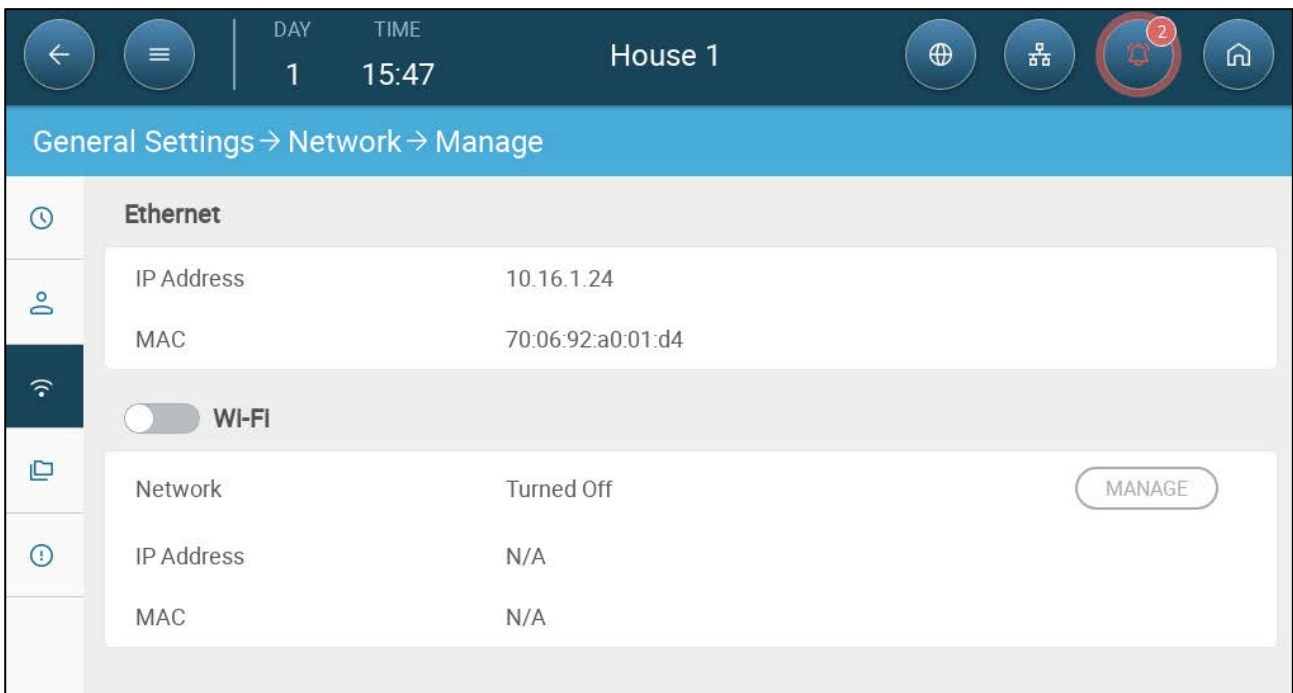 DAY TIME
1 15:47
House 1
2
General Settings → Network → Manage
Ethernet
IP Address 10.16.1.24
MAC 70:06:92:a0:01:d4
Wi-Fi
Network Turned Off MANAGE
IP Address N/A
MAC N/A